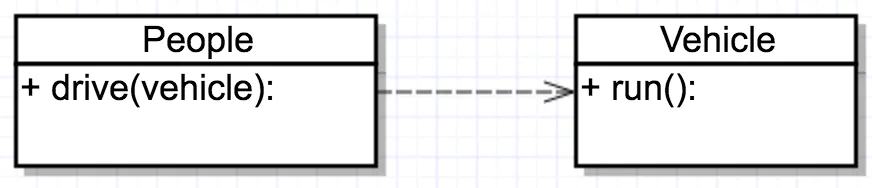 People
+ drive(vehicle):
Vehicle
+ run():